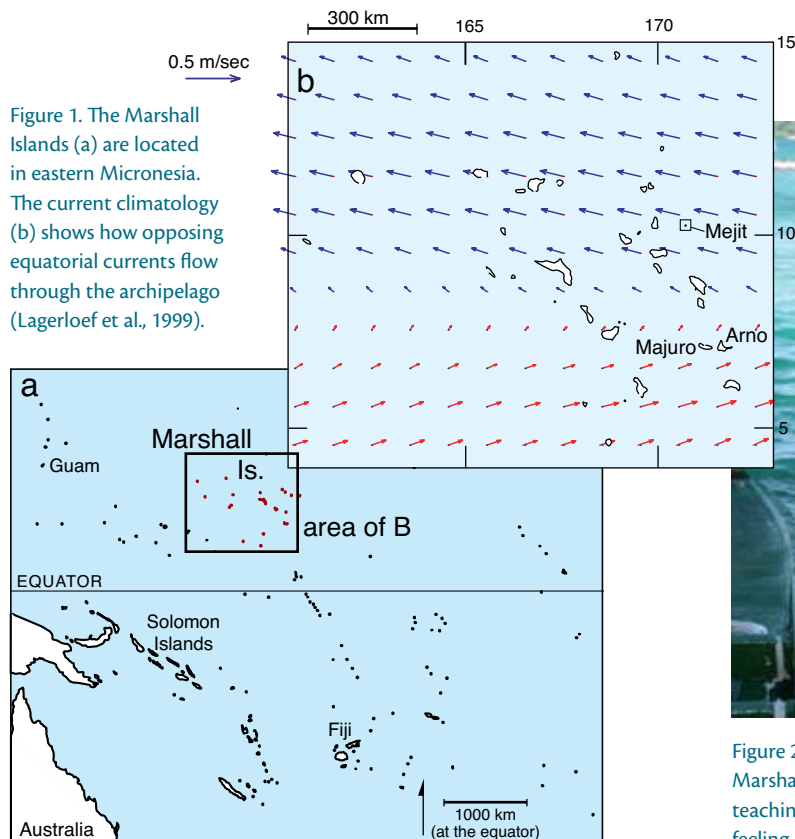 300 km
165
170
15
0.5 m/sec
b
Figure 1. The Marshall
Islands (a) are located
in eastern Micronesia.
The current climatology
(b) shows how opposing
equatorial currents flow
through the archipelago
(Lagerloef et al., 1999).
Mejit
10
Majuro
Arno
5
a
Marshall
Is.
Guam
area of B
EQUATOR
Solomon
Islands
Fiji
1000 km
(at the equator)
Australia
Figure 2
Marsha
teachin
feeling